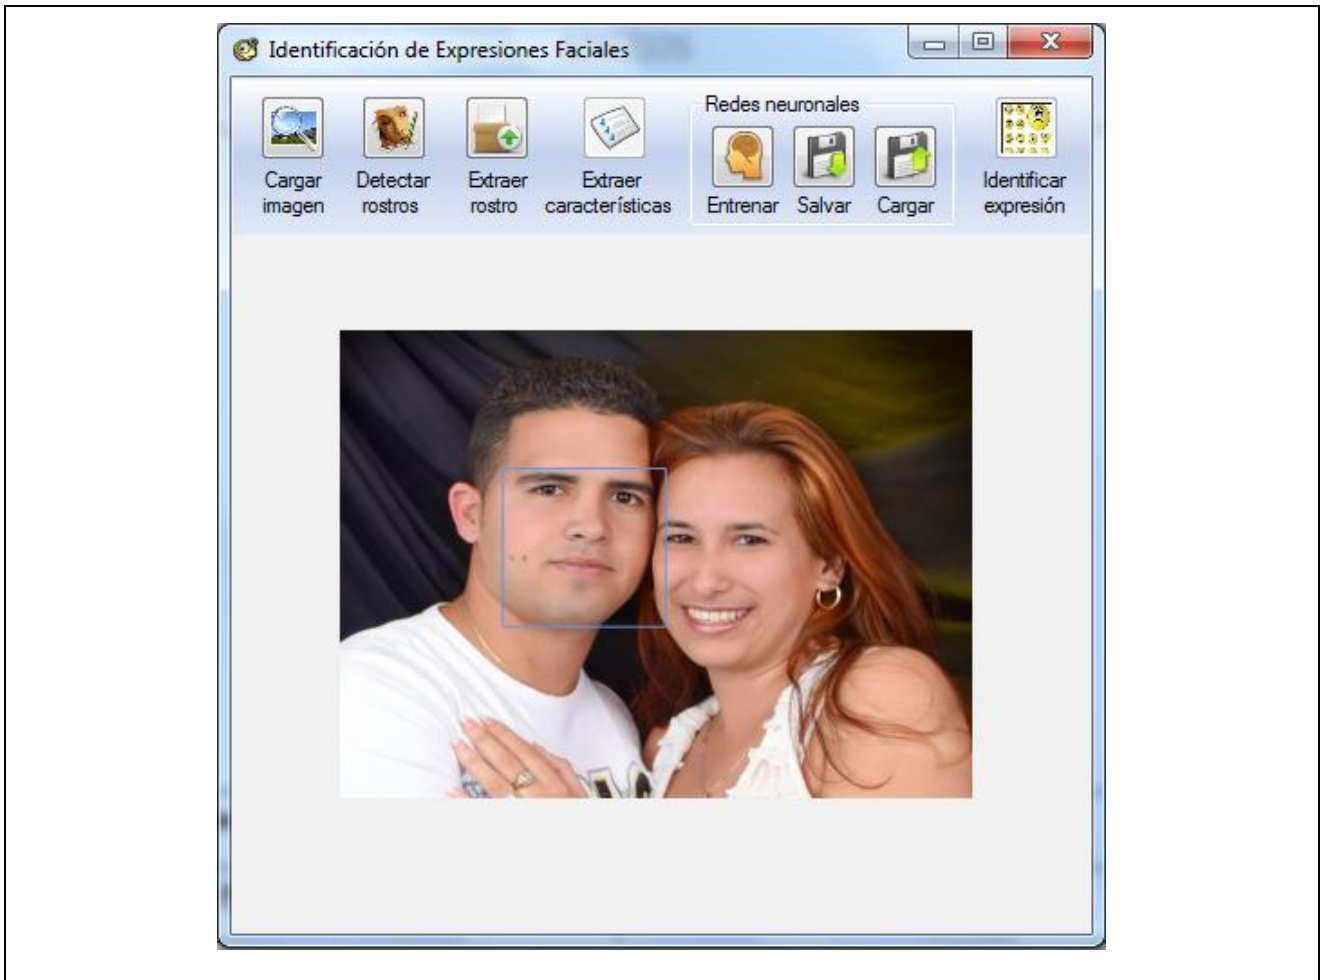 Identificación de Expresiones Faciales
Redes neuronales
Cargar imagen
Detectar rostros
Extraer rostro
Extraer características
Entrenar
Salvar
Cargar
Identificar expresión